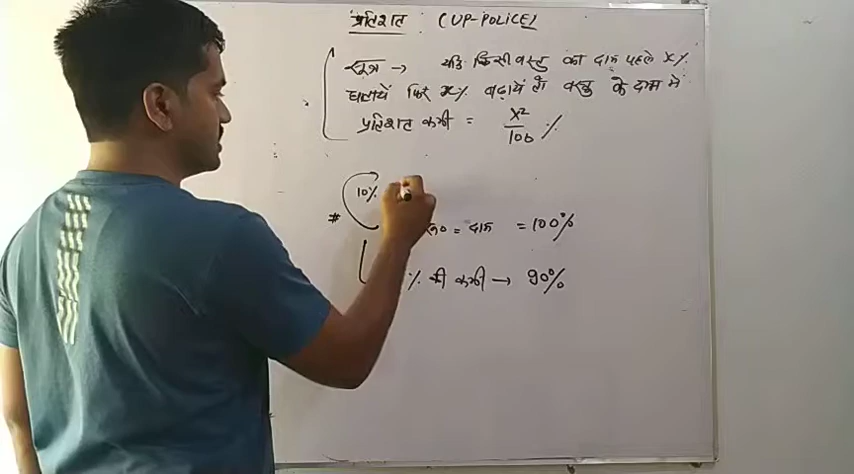 प्रतिशत : (UP-POLICE)
सूत्र → यदि किसी वस्तु का दाम पहले x%
घटायें फिर x% बढ़ायें तो वस्तु के दाम में
प्रतिशत कमी = x²/100 %
10%
# = दाम = 100%
% की कमी → 90%